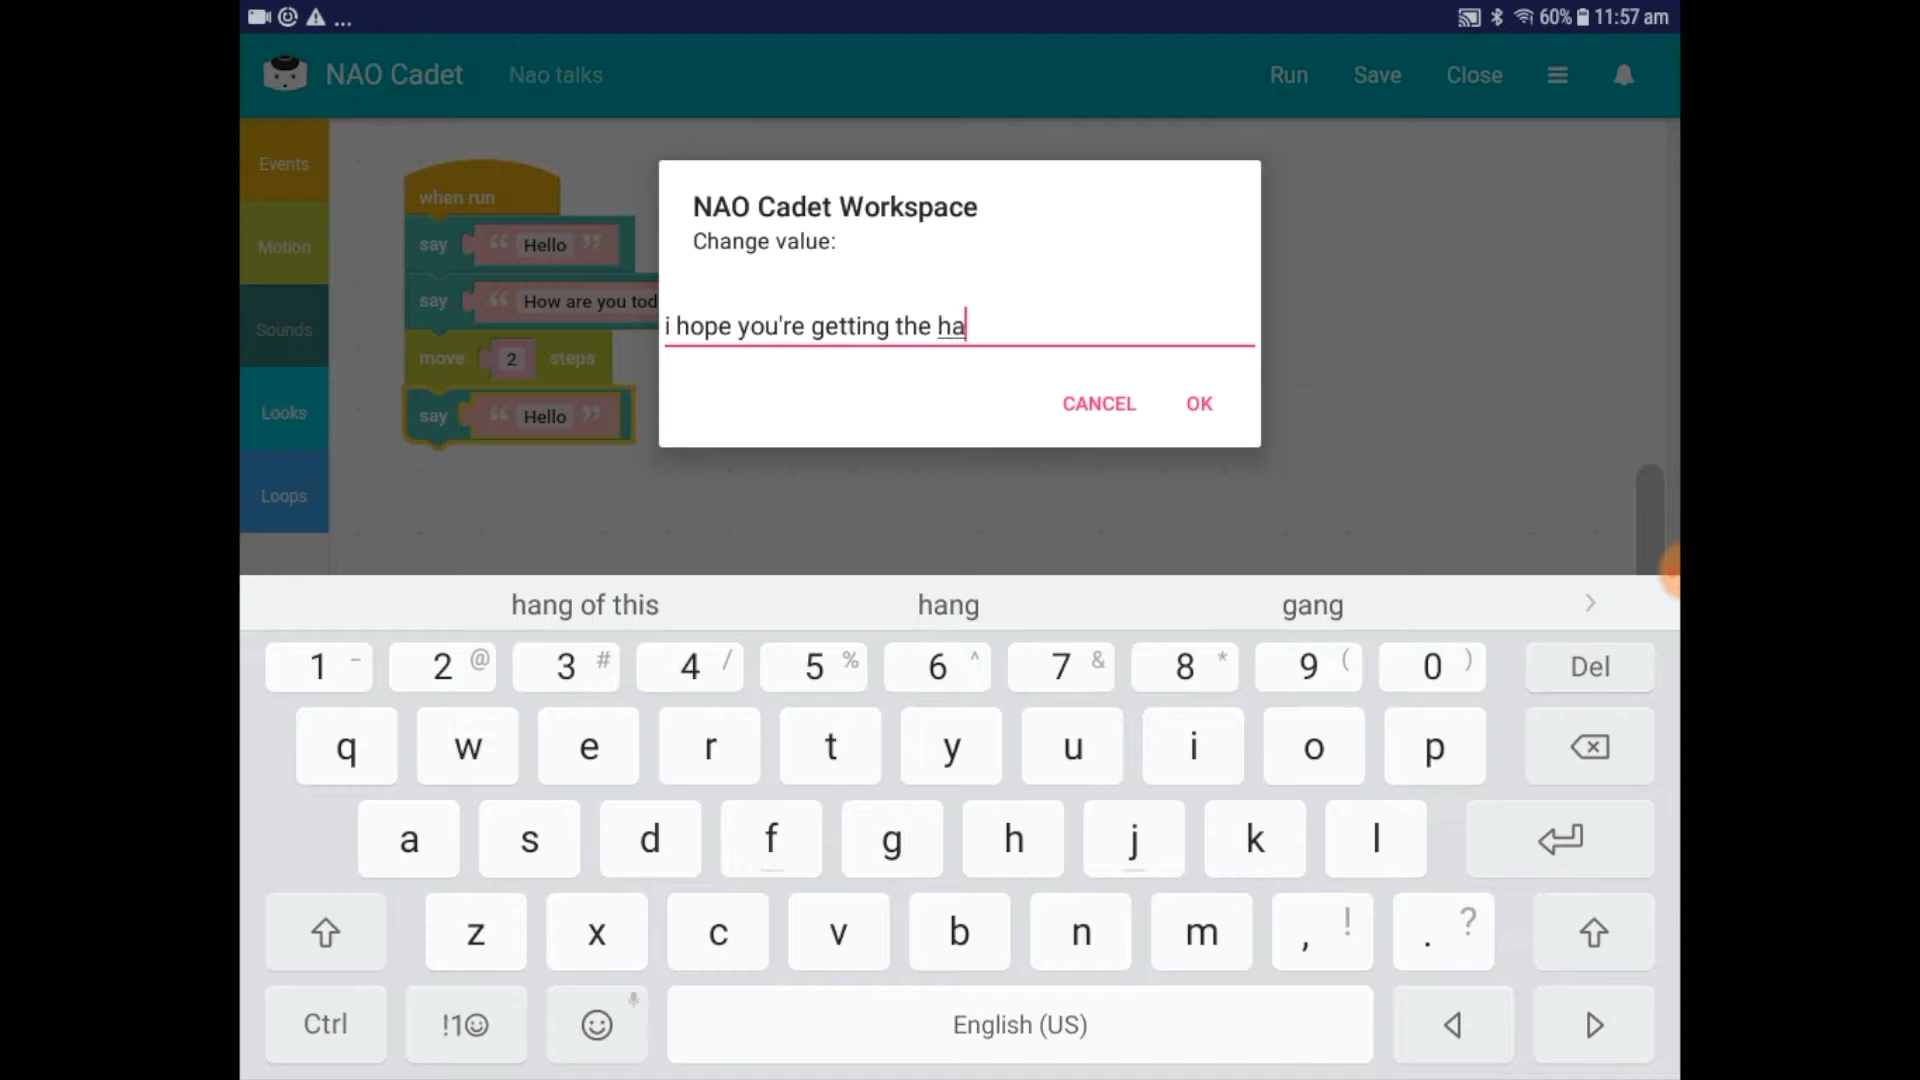 ... 60% 11:57 am
NAO Cadet Nao talks Run Save Close
Events
Motion
Sounds
Looks
Loops
when run
say “ Hello ”
say “ How are you tod
move 2 steps
say “ Hello ”
NAO Cadet Workspace
Change value:
i hope you're getting the ha
CANCEL OK
hang of this hang gang
1 - 2 @ 3 # 4 / 5 % 6 ^ 7 & 8 * 9 ( 0 ) Del
q w e r t y u i o p
a s d f g h j k l
z x c v b n m , ! . ?
Ctrl !1☺ English (US)